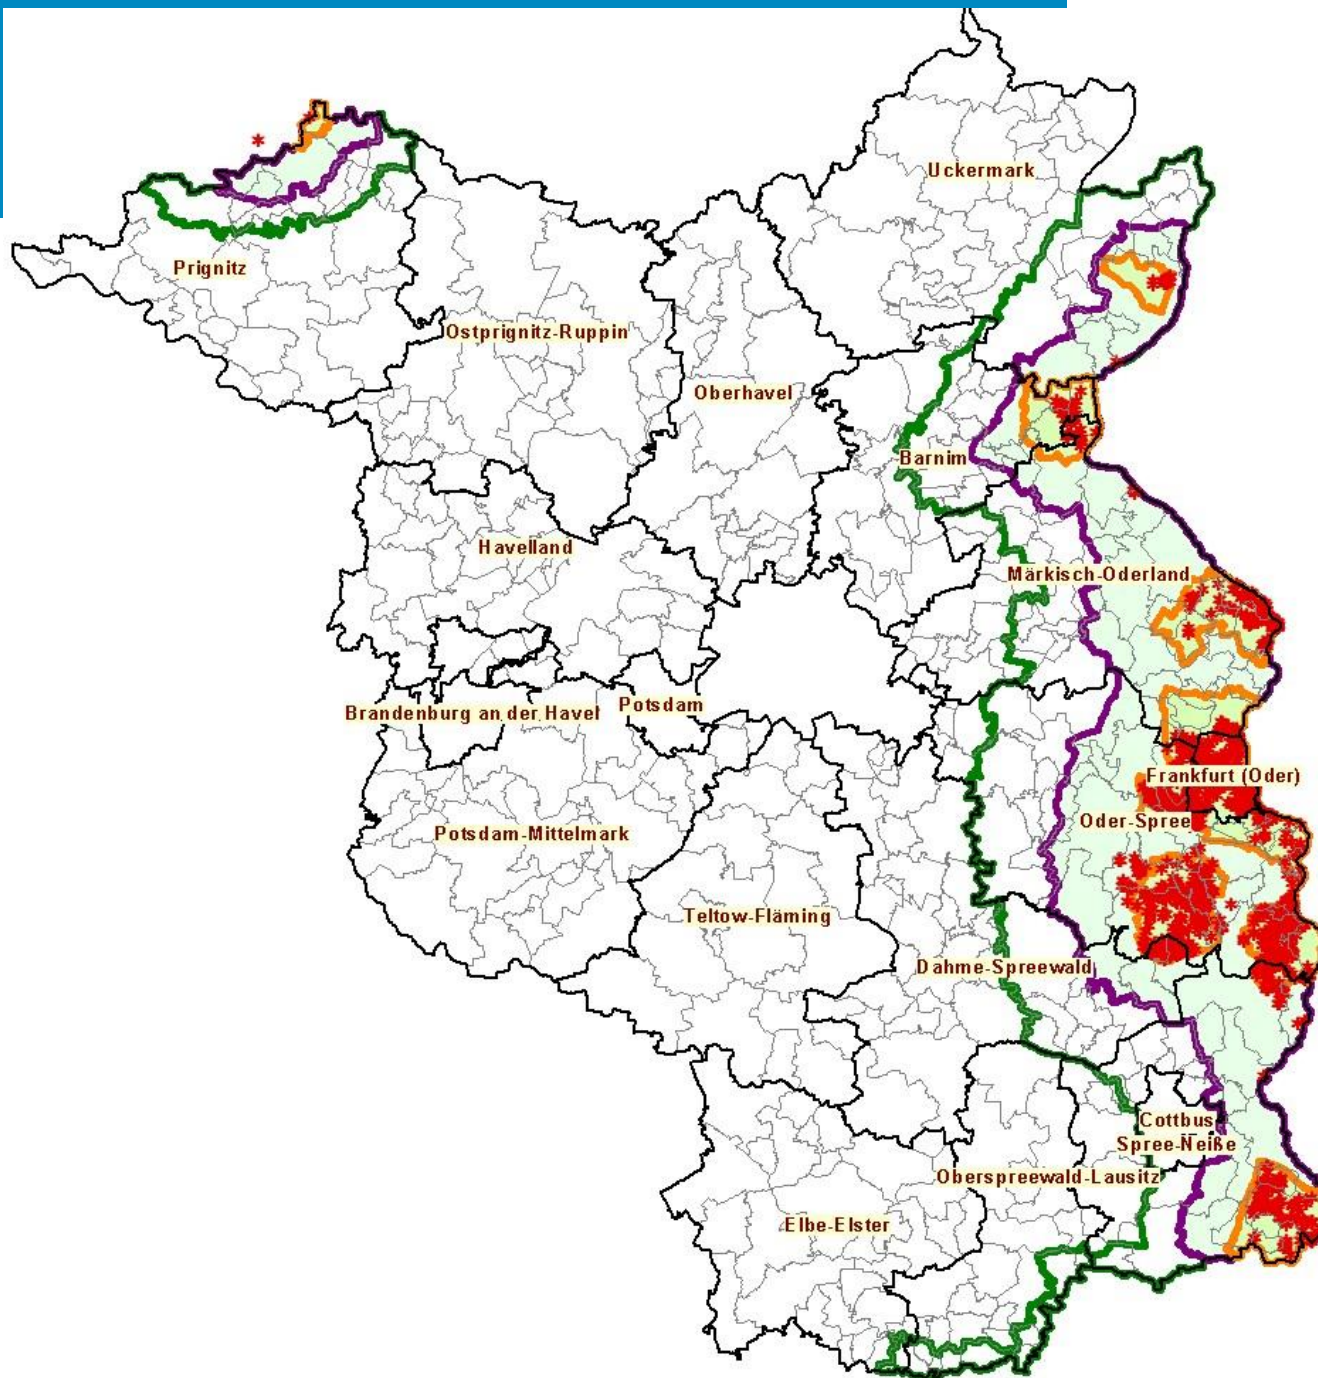 Uckermark
Prignitz
Ostprignitz-Ruppin
Oberhavel
Barnim
Havelland
Märkisch-Oderland
Brandenburg an der Havel
Potsdam
Frankfurt (Oder)
Oder-Spree
Potsdam-Mittelmark
Teltow-Fläming
Dahme-Spreewald
Cottbus
Spree-Neiße
Oberspreewald-Lausitz
Elbe-Elster